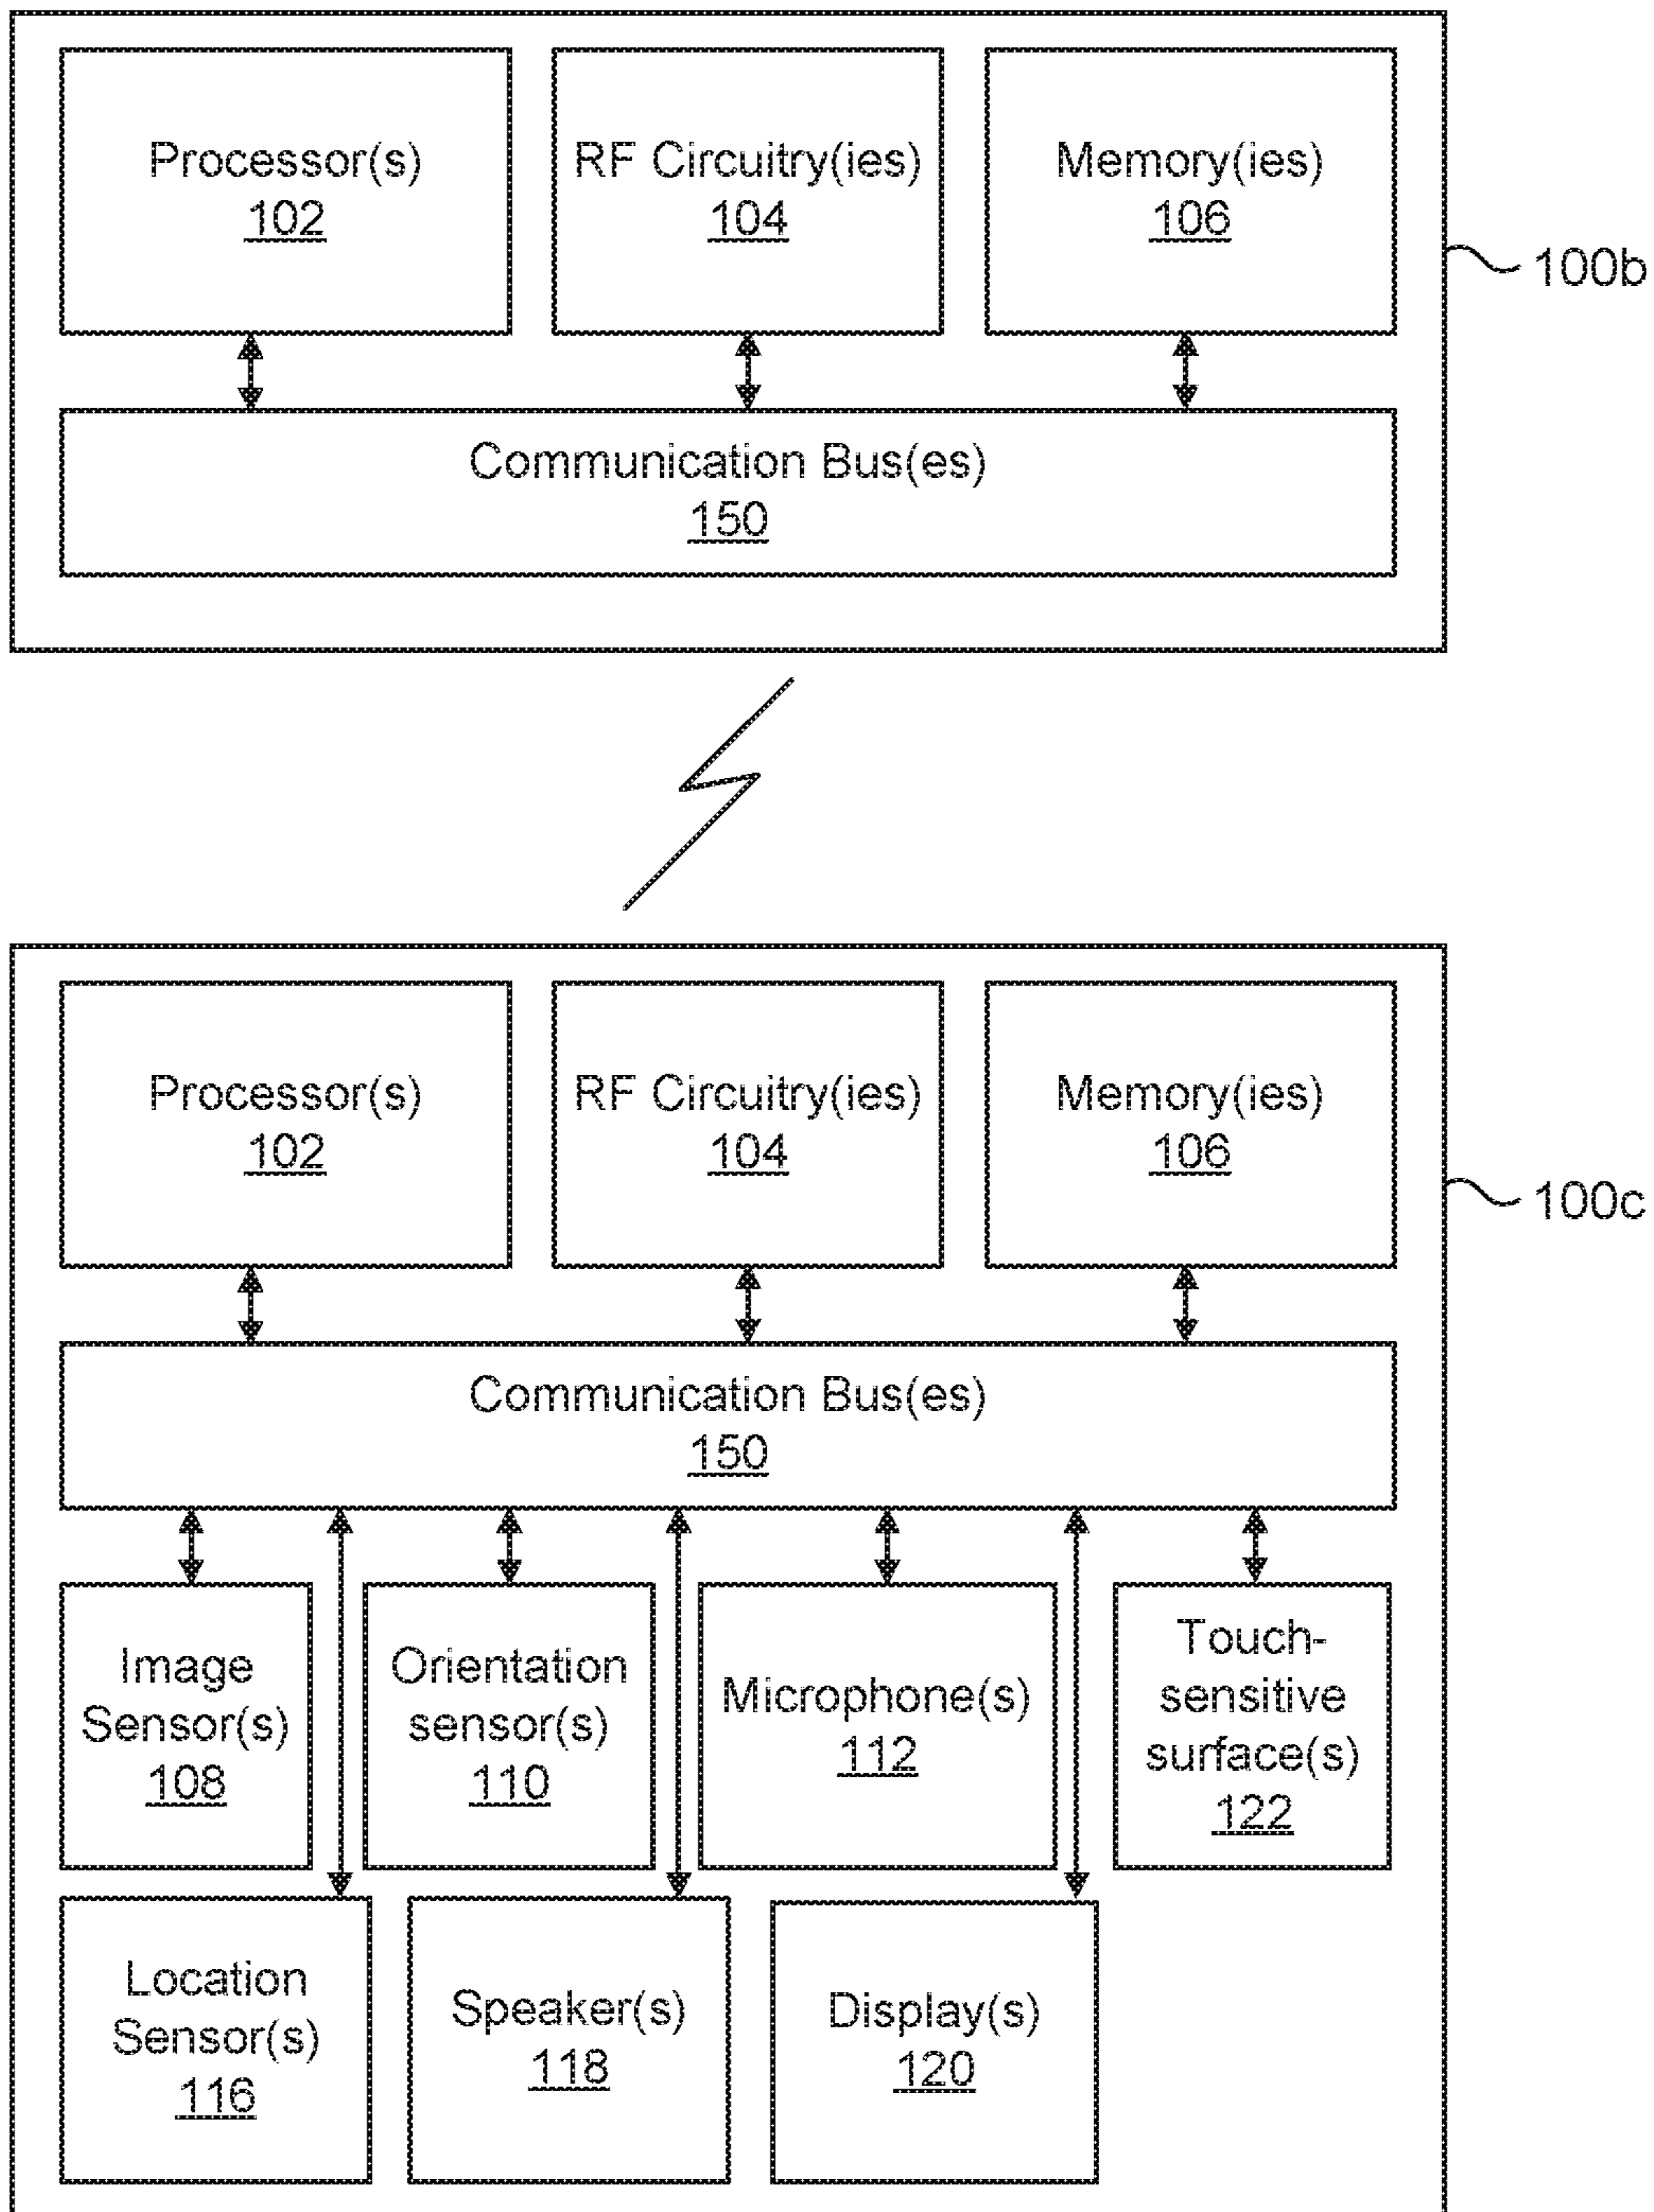 Processor(s)
102
RF Circuitry(ies)
104
Memory(ies)
106
100b
Communication Bus(es)
150
Processor(s)
102
RF Circuitry(ies)
104
Memory(ies)
106
100c
Communication Bus(es)
150
Image
Sensor(s)
108
Orientation
sensor(s)
110
Microphone(s)
112
Touch-
sensitive
surface(s)
122
Location
Sensor(s)
116
Speaker(s)
118
Display(s)
120